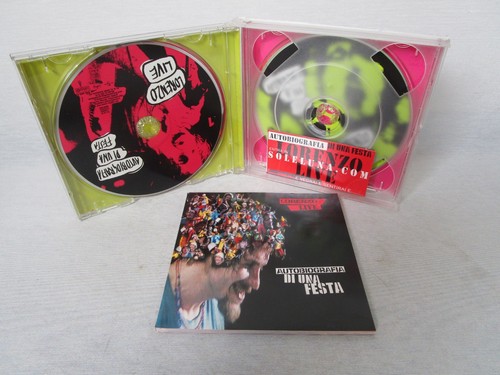 LORENZO
LIVE
AUTOBIOGRAFIA
DI UNA
FESTA
AUTOBIOGRAFIA DI UNA FESTA
LORENZO
LIVE
SOLELUNA.COM
LORENZO
LIVE
AUTOBIOGRAFIA
DI UNA
FESTA